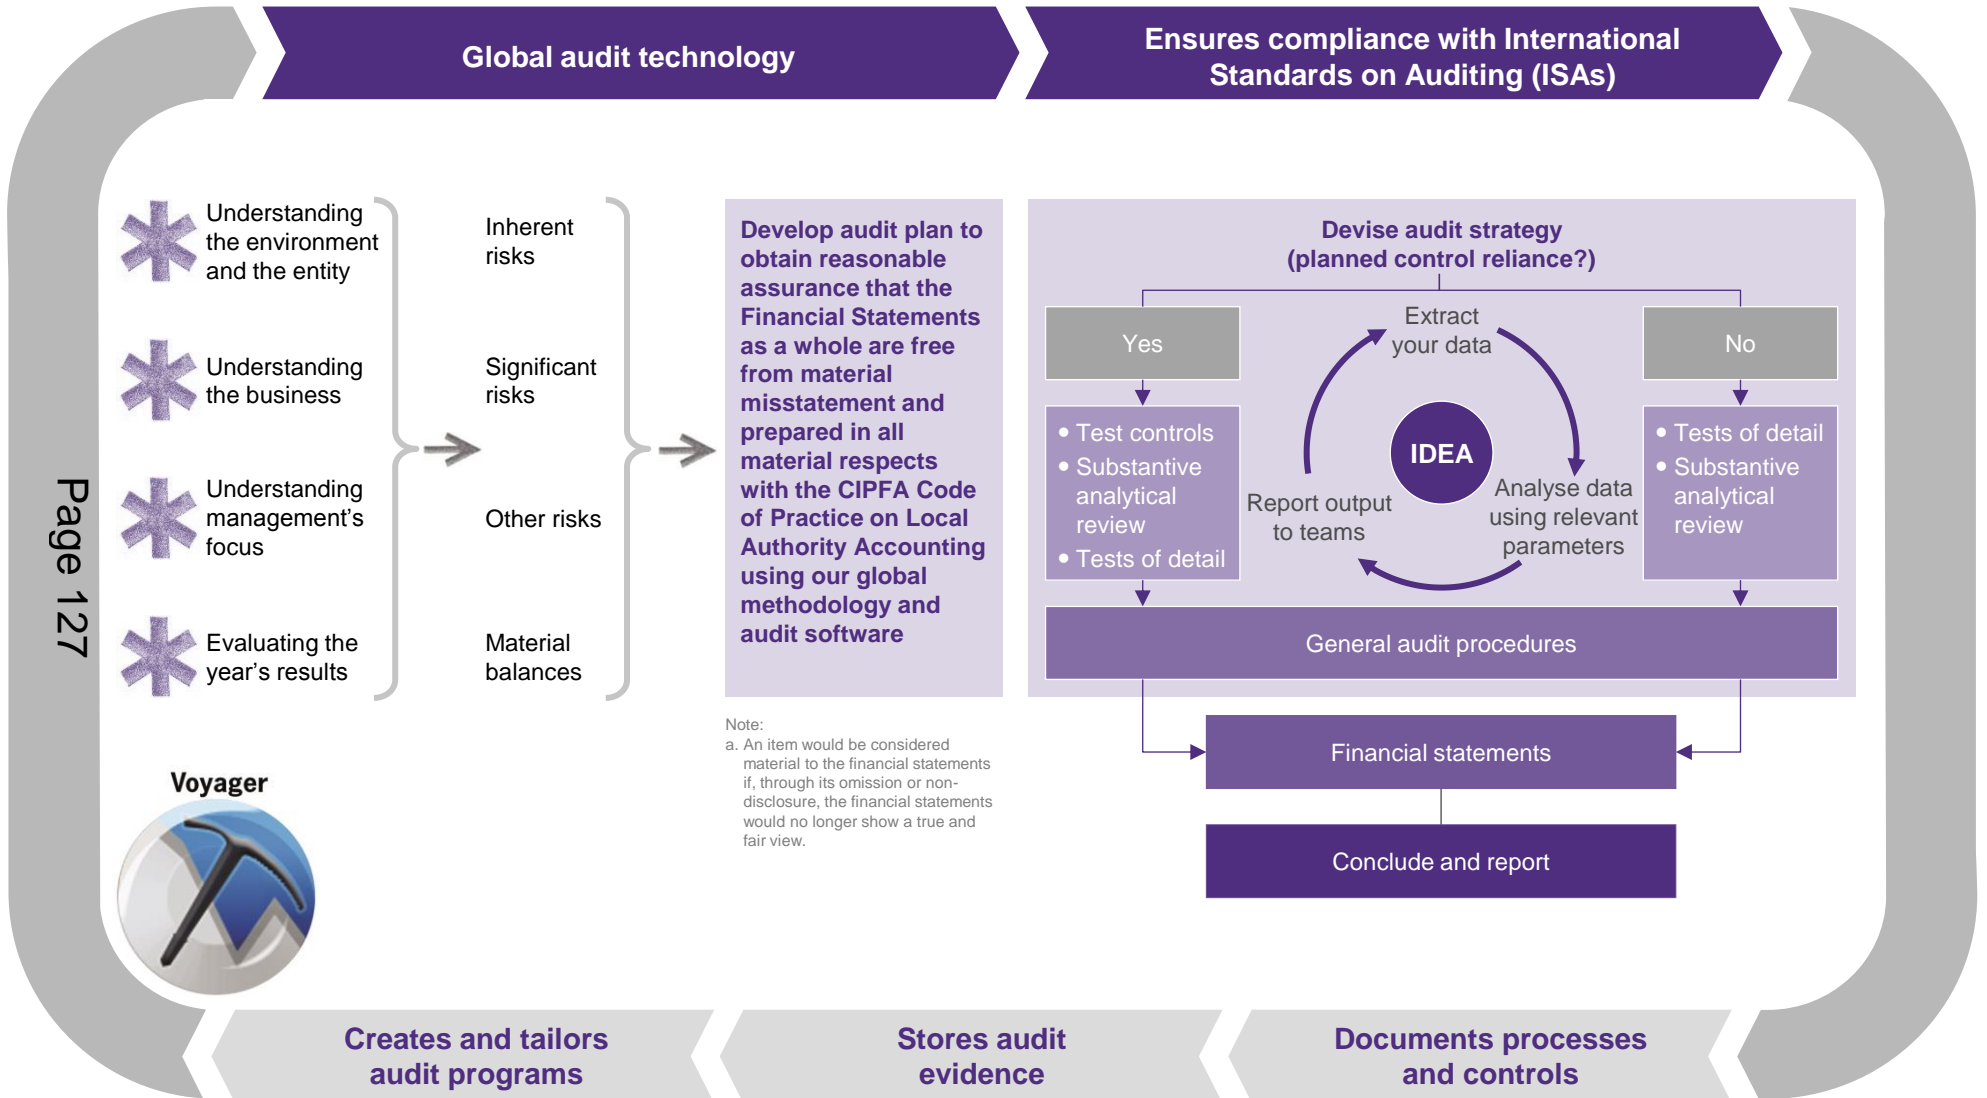 Global audit technology
Ensures compliance with International
Standards on Auditing (ISAs)
Page 127
Understanding
the environment
and the entity
Understanding
the business
Understanding
management’s
focus
Evaluating the
year’s results
Inherent
risks
Significant
risks
Other risks
Material
balances
Develop audit plan to
obtain reasonable
assurance that the
Financial Statements
as a whole are free
from material
misstatement and
prepared in all
material respects
with the CIPFA Code
of Practice on Local
Authority Accounting
using our global
methodology and
audit software
Note:
a. An item would be considered
material to the financial statements
if, through its omission or non-
disclosure, the financial statements
would no longer show a true and
fair view.
Devise audit strategy
(planned control reliance?)
Yes
• Test controls
• Substantive
analytical
review
• Tests of detail
Extract
your data
IDEA
Analyse data
using relevant
parameters
Report output
to teams
No
• Tests of detail
• Substantive
analytical
review
General audit procedures
Financial statements
Conclude and report
Voyager
Creates and tailors
audit programs
Stores audit
evidence
Documents processes
and controls